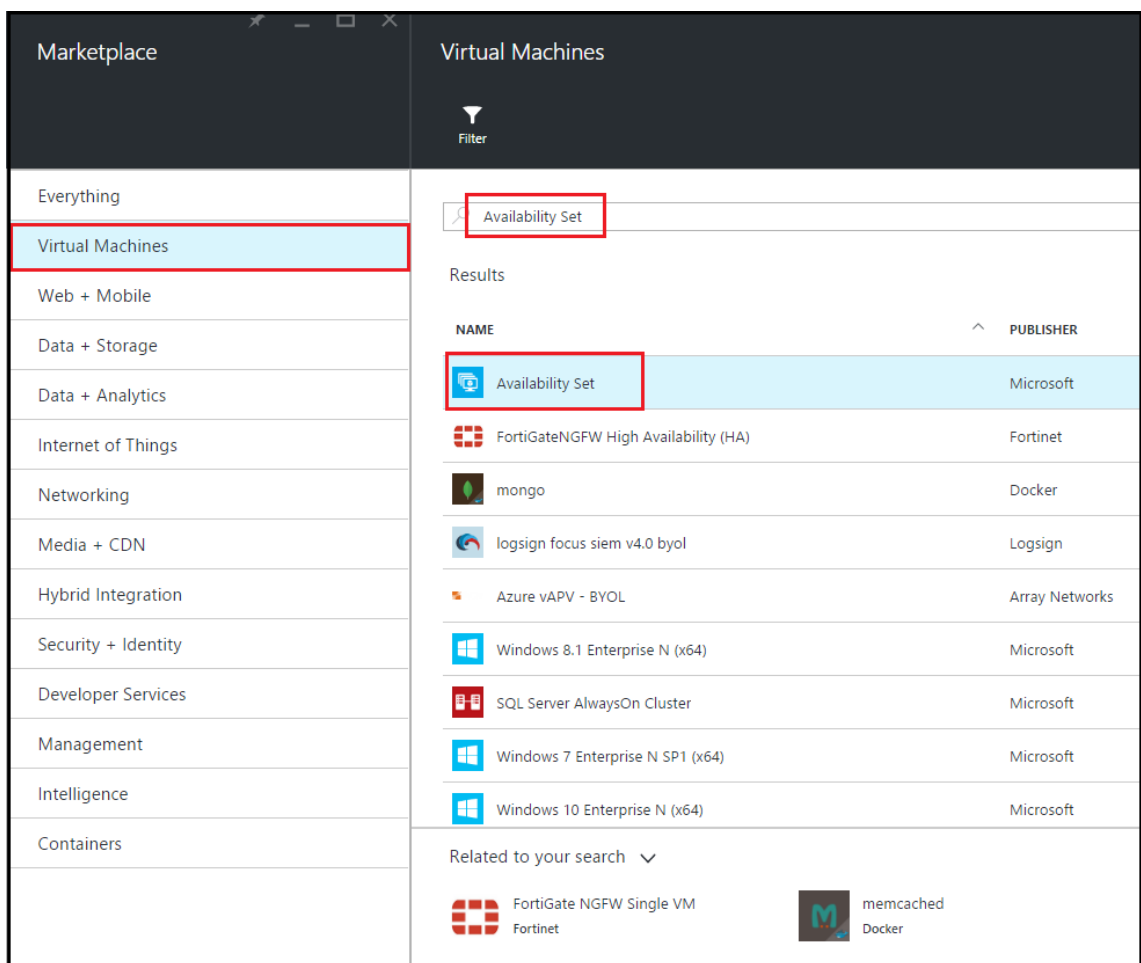 Marketplace
Virtual Machines
Filter
Everything
Virtual Machines
Web + Mobile
Data + Storage
Data + Analytics
Internet of Things
Networking
Media + CDN
Hybrid Integration
Security + Identity
Developer Services
Management
Intelligence
Containers
Availability Set
Results
NAME PUBLISHER
Availability Set Microsoft
FortiGateNGFW High Availability (HA) Fortinet
mongo Docker
logsign focus siem v4.0 byol Logsign
Azure vAPV - BYOL Array Networks
Windows 8.1 Enterprise N (x64) Microsoft
SQL Server AlwaysOn Cluster Microsoft
Windows 7 Enterprise N SP1 (x64) Microsoft
Windows 10 Enterprise N (x64) Microsoft
Related to your search
FortiGate NGFW Single VM
Fortinet
memcached
Docker